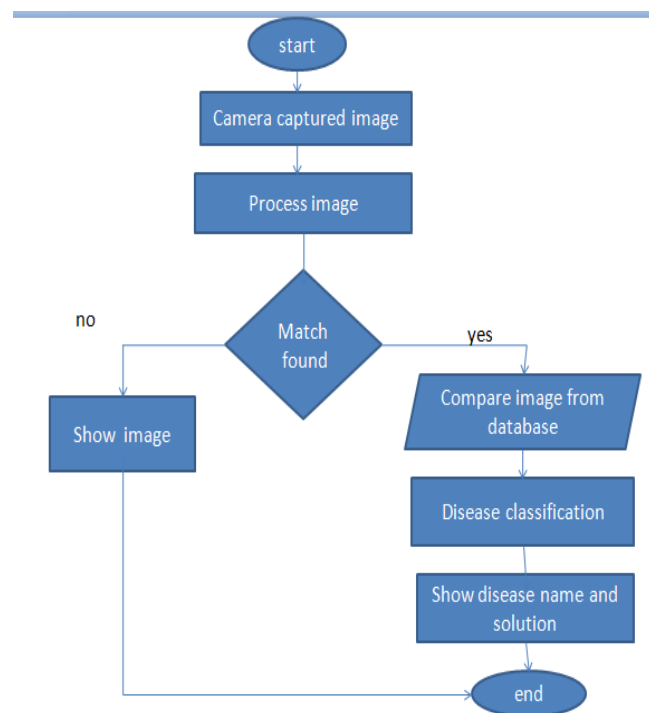 start
Camera captured image
Process image
Match
found
no
yes
Show image
Compare image from
database
Disease classification
Show disease name and
solution
end